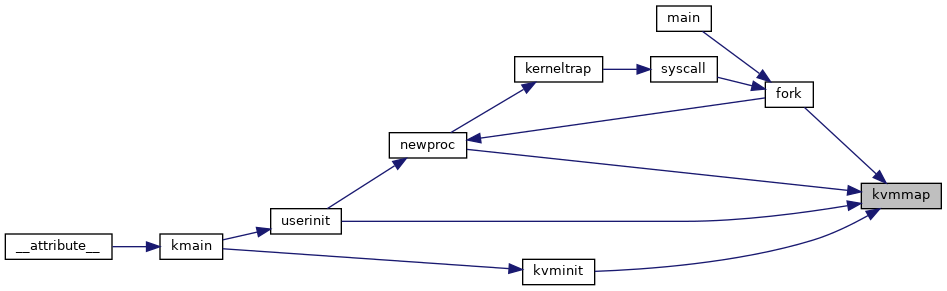 main
kerneltrap
syscall
fork
newproc
kvmmap
userinit
__attribute__
kmain
kvminit